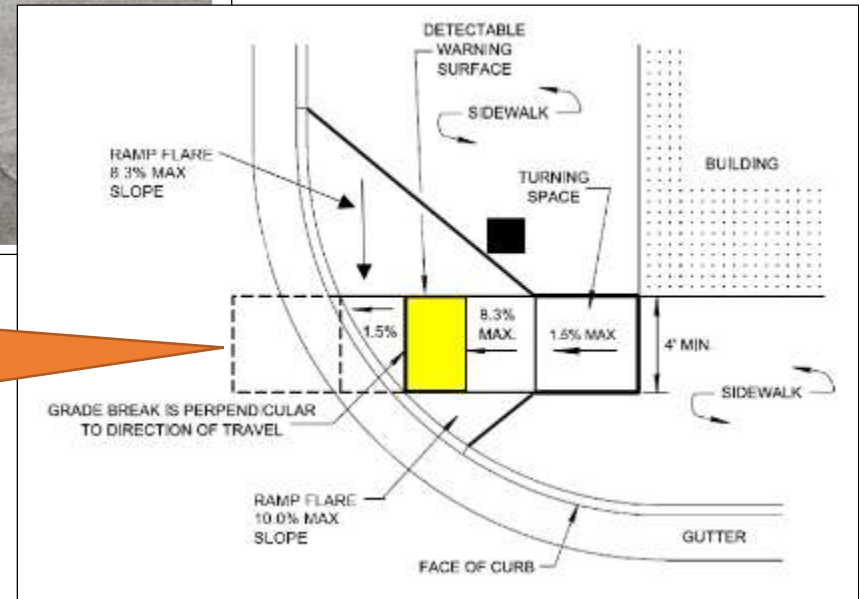 DETECTABLE
WARNING
SURFACE
SIDEWALK
RAMP FLARE
8.3% MAX
SLOPE
TURNING
SPACE
BUILDING
1.5%
8.3%
MAX.
1.5% MAX
4' MIN.
SIDEWALK
GRADE BREAK IS PERPENDICULAR
TO DIRECTION OF TRAVEL
RAMP FLARE
10.0% MAX
SLOPE
GUTTER
FACE OF CURB